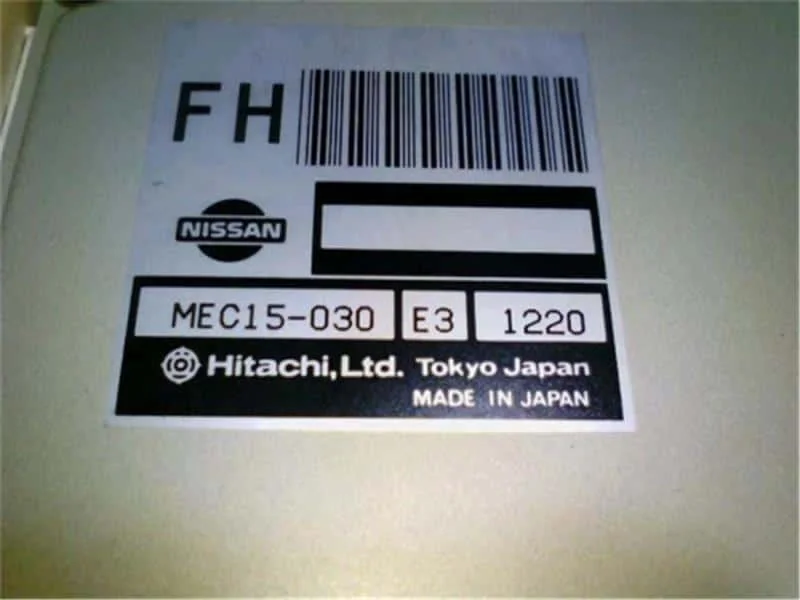 FH
NISSAN
MEC15-030 E3 1220
Hitachi,Ltd. Tokyo Japan
MADE IN JAPAN